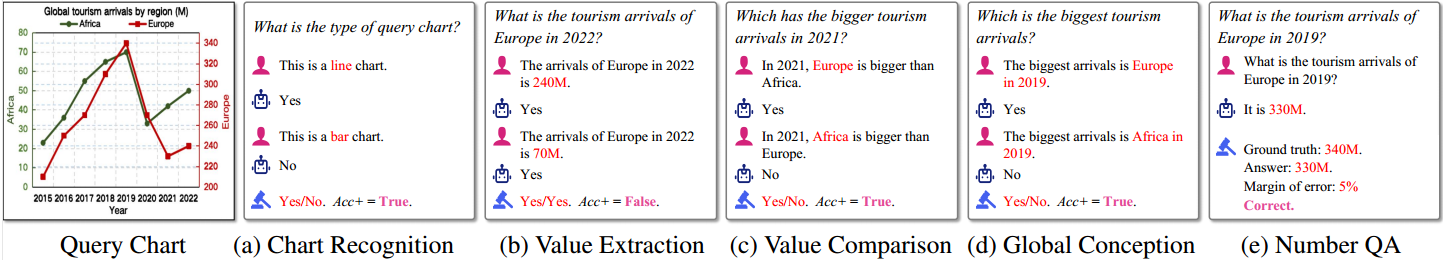 Global tourism arrivals by region (M)
Africa Europe
80
70
60
50
40
30
20
10
0
Africa
340
320
300
280
260
240
220
200
Europe
2015 2016 2017 2018 2019 2020 2021 2022
Year
Query Chart
What is the type of query chart?
This is a line chart.
Yes
This is a bar chart.
No
Yes/No. Acc+ = True.
(a) Chart Recognition
What is the tourism arrivals of
Europe in 2022?
The arrivals of Europe in 2022
is 240M.
Yes
The arrivals of Europe in 2022
is 70M.
Yes
Yes/Yes. Acc+ = False.
(b) Value Extraction
Which has the bigger tourism
arrivals in 2021?
In 2021, Europe is bigger than
Africa.
Yes
In 2021, Africa is bigger than
Europe.
No
Yes/No. Acc+ = True.
(c) Value Comparison
Which is the biggest tourism
arrivals?
The biggest arrivals is Europe
in 2019.
Yes
The biggest arrivals is Africa in
2019.
No
Yes/No. Acc+ = True.
(d) Global Conception
What is the tourism arrivals of
Europe in 2019?
What is the tourism arrivals of
Europe in 2019?
It is 330M.
Ground truth: 340M.
Answer: 330M.
Margin of error: 5%
Correct.
(e) Number QA